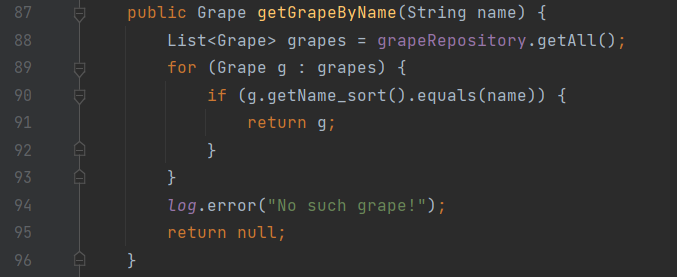 87 public Grape getGrapeByName(String name) {
88 List<Grape> grapes = grapeRepository.getAll();
89 for (Grape g : grapes) {
90 if (g.getName_sort().equals(name)) {
91 return g;
92 }
93 }
94 log.error("No such grape!");
95 return null;
96 }